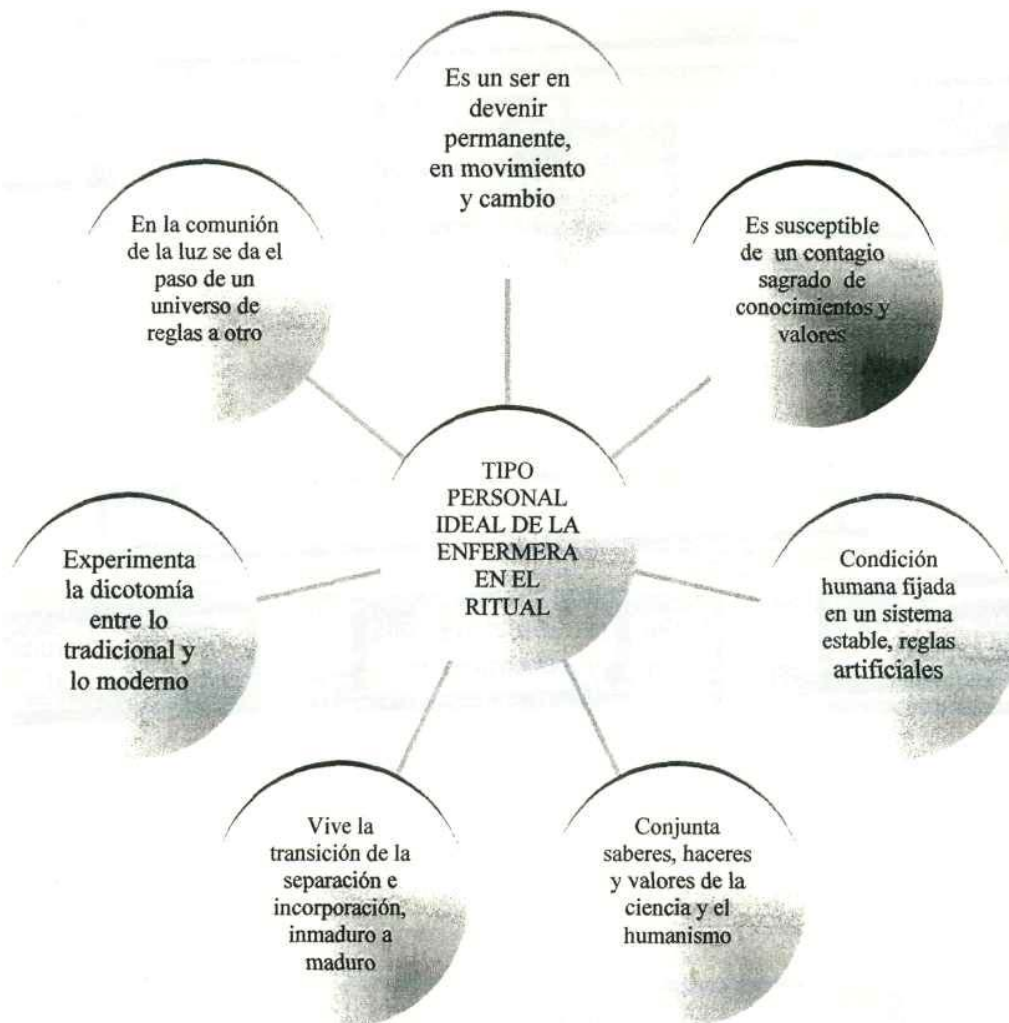 Es un ser en
devenir
permanente,
en movimiento
y cambio
En la comunión
de la luz se da el
paso de un
universo de
reglas a otro
Es susceptible
de un contagio
sagrado de
conocimientos y
valores
TIPO
PERSONAL
IDEAL DE LA
ENFERMERA
EN EL
RITUAL
Experimenta
la dicotomía
entre lo
tradicional y
lo moderno
Condición
humana fijada
en un sistema
estable, reglas
artificiales
Vive la
transición de la
separación e
incorporación,
inmaduro a
maduro
Conjunta
saberes, haceres
y valores de la
ciencia y el
humanismo